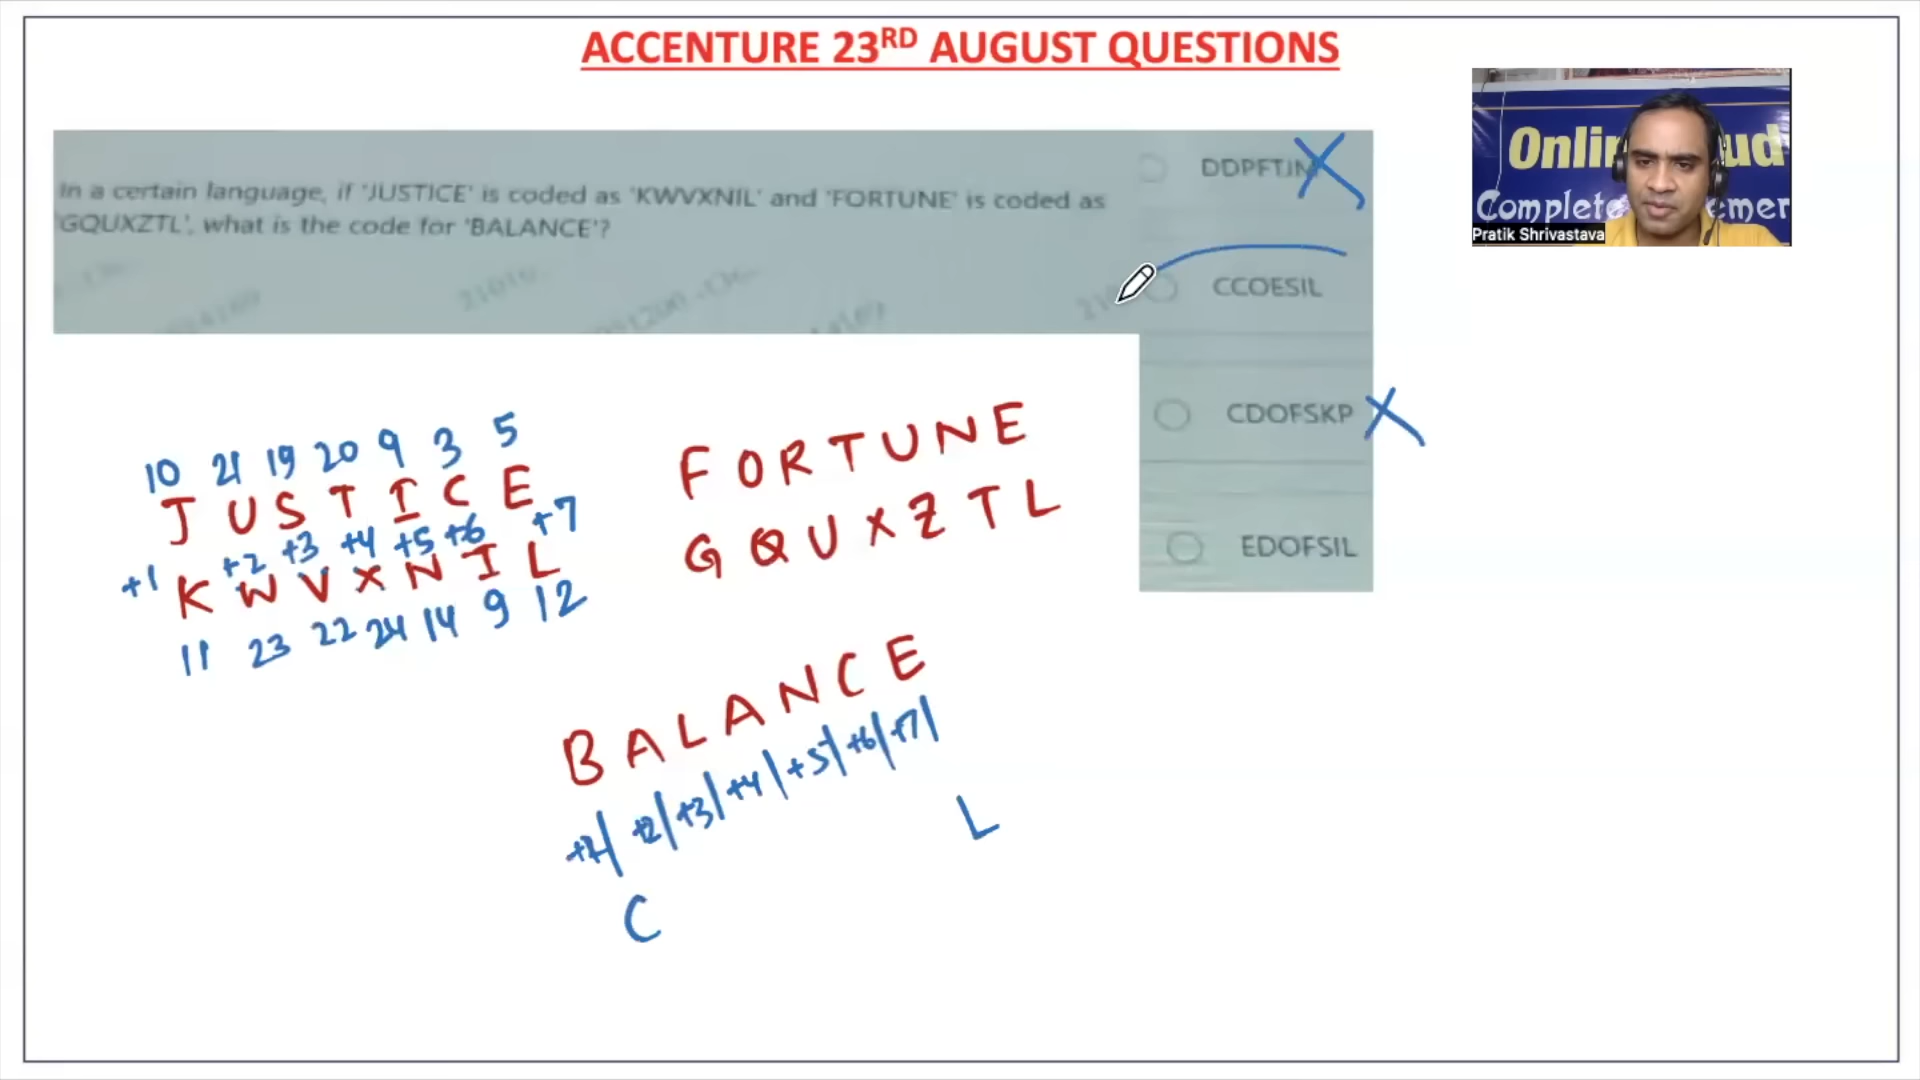 ACCENTURE 23RD AUGUST QUESTIONS
In a certain language, if 'JUSTICE' is coded as 'KWVXNIL' and 'FORTUNE' is coded as
'GQUXZTL', what is the code for 'BALANCE'?
DDPFTJM
CCOESIL
CDOFSKP
EDOFSIL
Pratik Shrivastava
10 21 19 20 9 3 5
J U S T I C E
+1 +2 +3 +4 +5 +6 +7
K W V X N I L
11 23 22 24 14 9 12
F O R T U N E
G Q U X Z T L
B A L A N C E
+1 +2 +3 +4 +5 +6 +7
C L